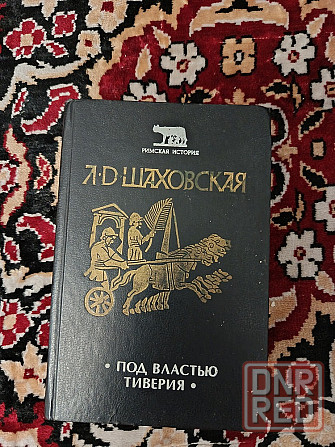 РИМСКАЯ ИСТОРИЯ
А·D·ШАХОВСКАЯ
• ПОД ВЛАСТЬЮ
ТИВЕРИЯ •
DNR
RED